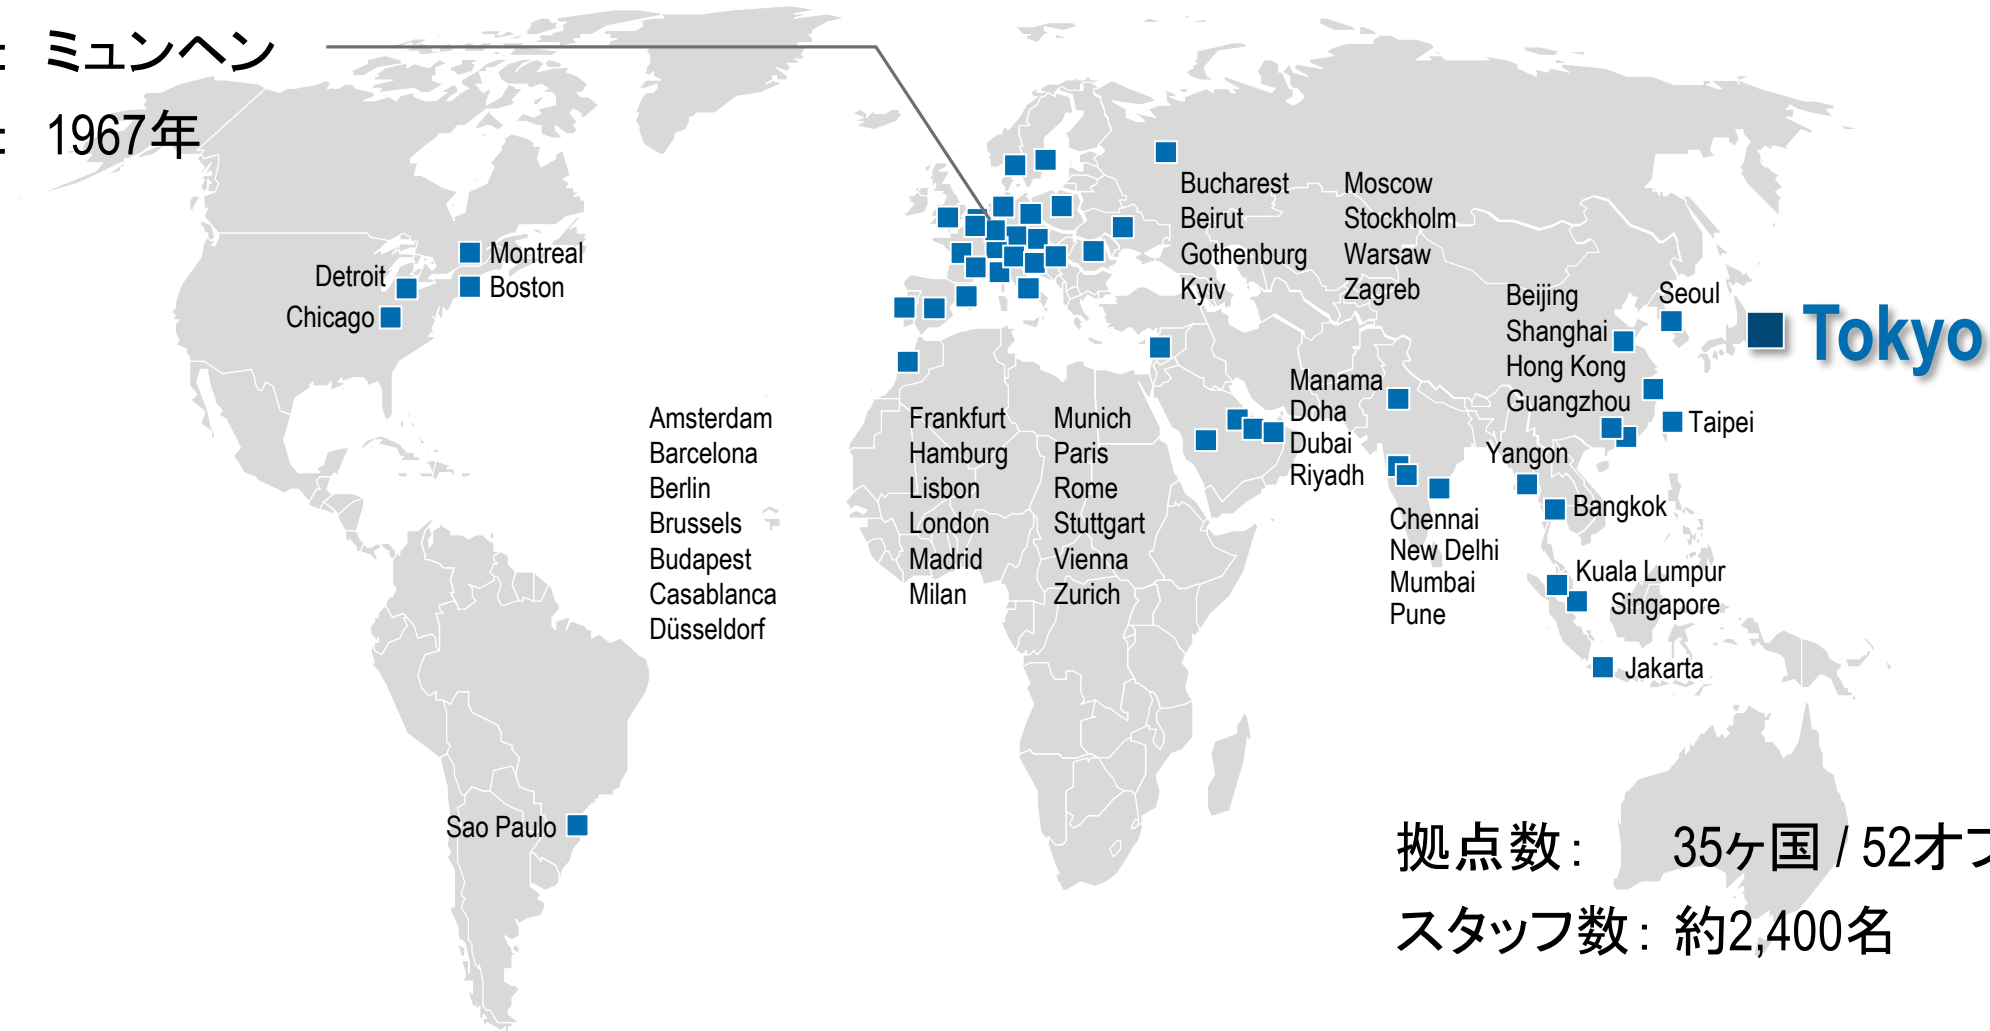 : ミュンヘン
: 1967年
Montreal
Boston
Detroit
Chicago
Sao Paulo
Amsterdam
Barcelona
Berlin
Brussels
Budapest
Casablanca
Düsseldorf
Frankfurt
Hamburg
Lisbon
London
Madrid
Milan
Munich
Paris
Rome
Stuttgart
Vienna
Zurich
Bucharest
Beirut
Gothenburg
Kyiv
Moscow
Stockholm
Warsaw
Zagreb
Manama
Doha
Dubai
Riyadh
Chennai
New Delhi
Mumbai
Pune
Beijing
Shanghai
Hong Kong
Guangzhou
Seoul
Tokyo
Taipei
Yangon
Bangkok
Kuala Lumpur
Singapore
Jakarta
拠点数: 35ヶ国 / 52オフ
スタッフ数: 約2,400名